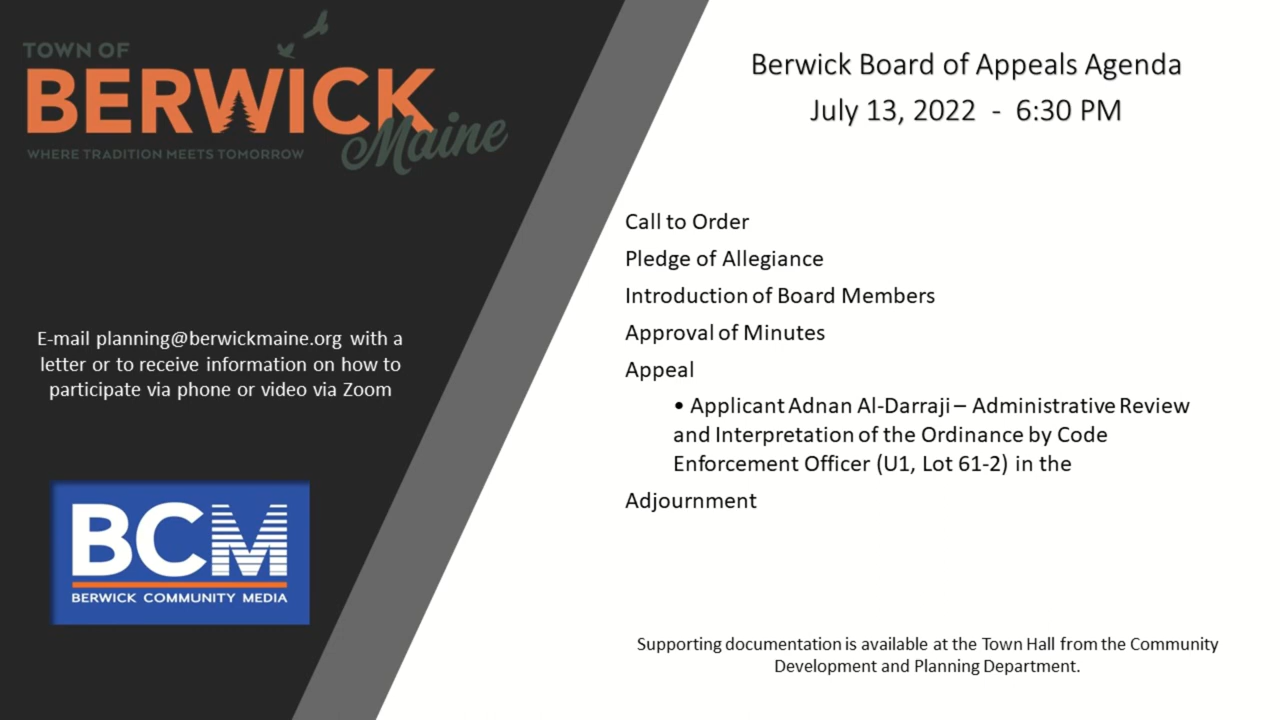 TOWN OF
BERWICK
Maine
WHERE TRADITION MEETS TOMORROW
E-mail planning@berwickmaine.org with a
letter or to receive information on how to
participate via phone or video via Zoom
BCM
BERWICK COMMUNITY MEDIA
Berwick Board of Appeals Agenda
July 13, 2022 - 6:30 PM
Call to Order
Pledge of Allegiance
Introduction of Board Members
Approval of Minutes
Appeal
• Applicant Adnan Al-Darraji – Administrative Review
and Interpretation of the Ordinance by Code
Enforcement Officer (U1, Lot 61-2) in the
Adjournment
Supporting documentation is available at the Town Hall from the Community
Development and Planning Department.